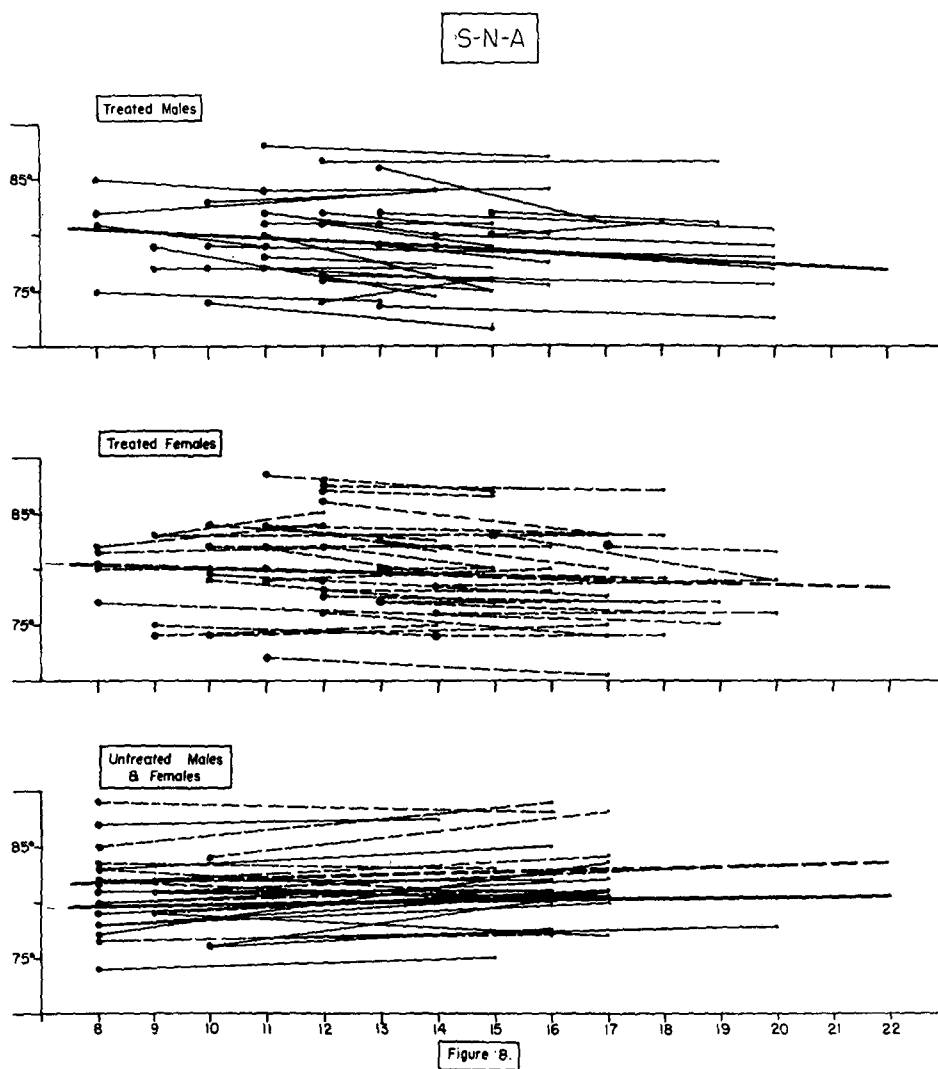 S-N-A
Treated Males
85°
75°
Treated Females
85°
75°
Untreated Males
& Females
85°
75°
8 9 10 11 12 13 14 15 16 17 18 19 20 21 22
Figure 8.